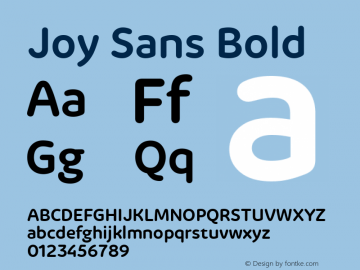 Joy Sans Bold
Aa Ff a
Gg Qq
ABCDEFGHIJKLMNOPQRSTUVWXYZ
abcdefghijklmnopqrstuvwxyz
0123456789
© Design by fontke.com